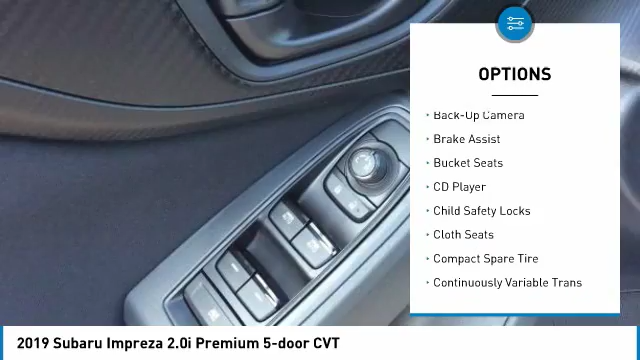 OPTIONS
Back-Up Camera
Brake Assist
Bucket Seats
CD Player
Child Safety Locks
Cloth Seats
Compact Spare Tire
Continuously Variable Trans
2019 Subaru Impreza 2.0i Premium 5-door CVT